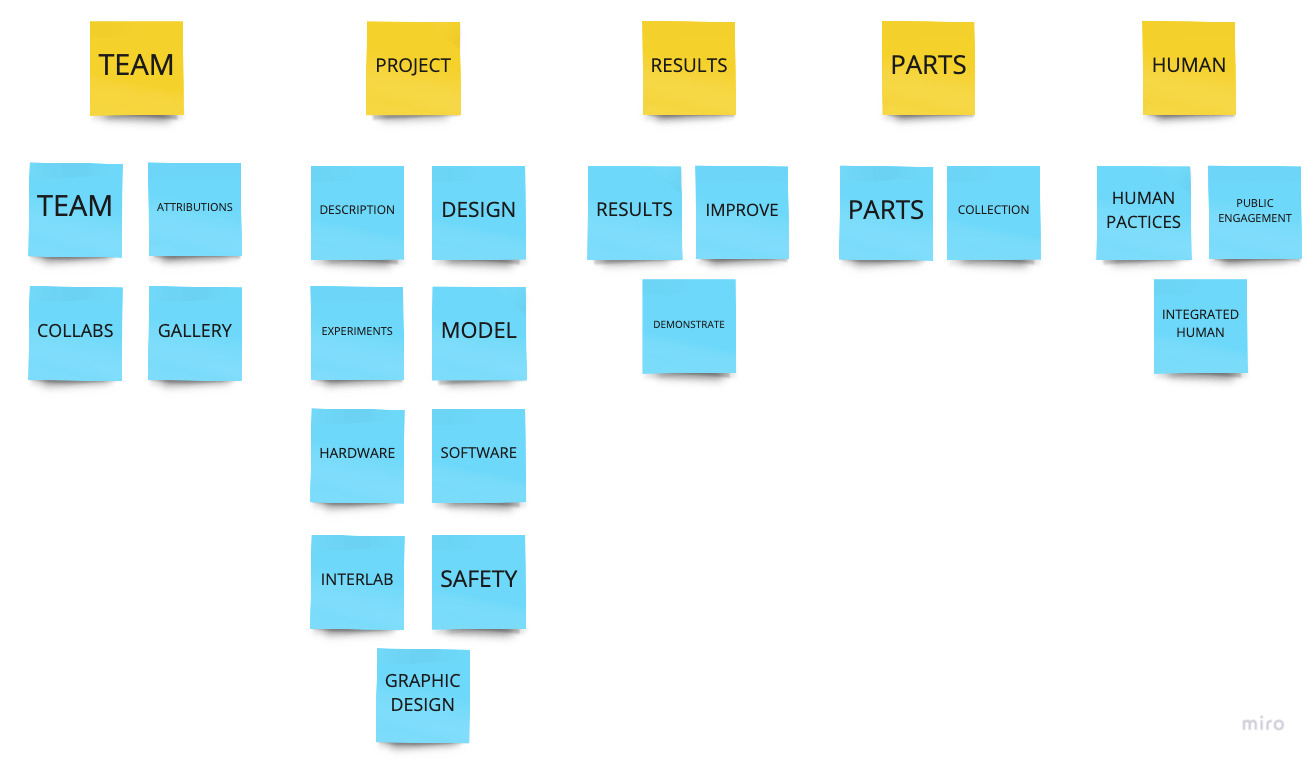 TEAM
PROJECT
RESULTS
PARTS
HUMAN
TEAM
ATTRIBUTIONS
DESCRIPTION
DESIGN
RESULTS
IMPROVE
PARTS
COLLECTION
HUMAN
PACTICES
PUBLIC
ENGAGEMENT
COLLABS
GALLERY
EXPERIMENTS
MODEL
DEMONSTRATE
INTEGRATED
HUMAN
HARDWARE
SOFTWARE
INTERLAB
SAFETY
GRAPHIC
DESIGN
miro